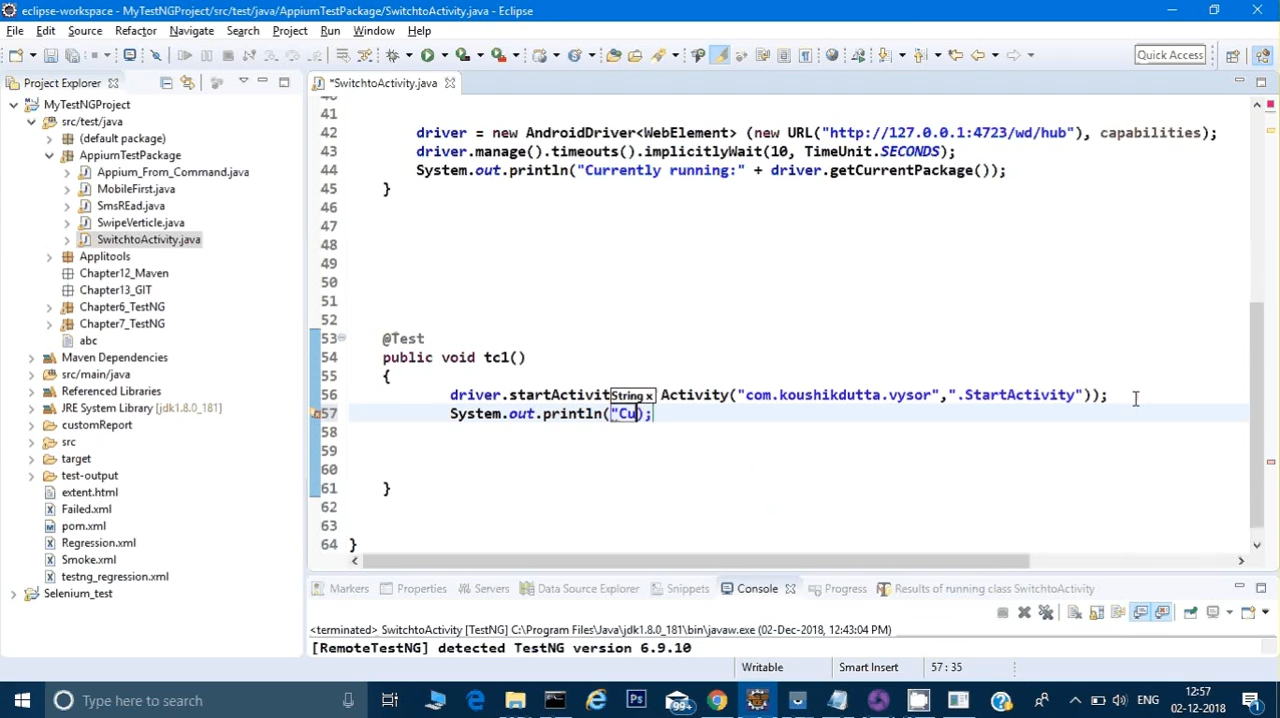 eclipse-workspace - MyTestNGProject/src/test/java/AppiumTestPackage/SwitchtoActivity.java - Eclipse
File Edit Source Refactor Navigate Search Project Run Window Help
Quick Access
Project Explorer
*SwitchtoActivity.java
MyTestNGProject
src/test/java
(default package)
AppiumTestPackage
Appium_From_Command.java
MobileFirst.java
SmsREad.java
SwipeVerticle.java
SwitchtoActivity.java
Applitools
Chapter12_Maven
Chapter13_GIT
Chapter6_TestNG
Chapter7_TestNG
abc
Maven Dependencies
src/main/java
Referenced Libraries
JRE System Library [jdk1.8.0_181]
customReport
src
target
test-output
extent.html
Failed.xml
pom.xml
Regression.xml
Smoke.xml
testng_regression.xml
Selenium_test
40
41
42 driver = new AndroidDriver<WebElement> (new URL("http://127.0.0.1:4723/wd/hub"), capabilities);
43 driver.manage().timeouts().implicitlyWait(10, TimeUnit.SECONDS);
44 System.out.println("Currently running:" + driver.getCurrentPackage());
45 }
46
47
48
49
50
51
52
53 @Test
54 public void tc1()
55 {
56 driver.startActivit String x Activity("com.koushikdutta.vysor",".StartActivity"));
57 System.out.println("Cu);
58
59
60
61 }
62
63
64 }
Markers Properties Servers Data Source Explorer Snippets Console Progress Results of running class SwitchtoActivity
<terminated> SwitchtoActivity [TestNG] C:\Program Files\Java\jdk1.8.0_181\bin\javaw.exe (02-Dec-2018, 12:43:04 PM)
[RemoteTestNG] detected TestNG version 6.9.10
Writable Smart Insert 57 : 35
Type here to search
99+
ENG
12:57
02-12-2018
1